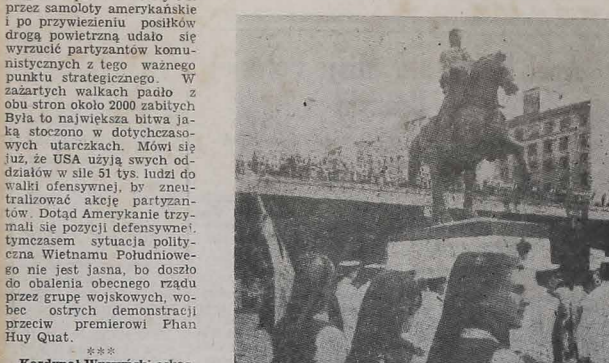 przez samoloty amerykańskie
i po przywiezieniu posiłków
drogą powietrzną udało się
wyrzucić partyzantów komu-
nistycznych z tego ważnego
punktu strategicznego. W
zażartych walkach padło z
obu stron około 2000 zabitych
Była to największa bitwa ja-
ką stoczono w dotychczaso-
wych utarczkach. Mówi się
już, że USA użyją swych od-
działów w sile 51 tys. ludzi do
walki ofensywnej, by zneu-
tralizować akcję partyzan-
tów. Dotąd Amerykanie trzy-
mali się pozycji defensywnej.
tymczasem sytuacja polity-
czna Wietnamu Południowe-
go nie jest jasna, bo doszło
do obalenia obecnego rządu
przez grupę wojskowych, wo-
bec ostrych demonstracji
przeciw premierowi Phan
Huy Quat.
***
Kardynał Wyszyński